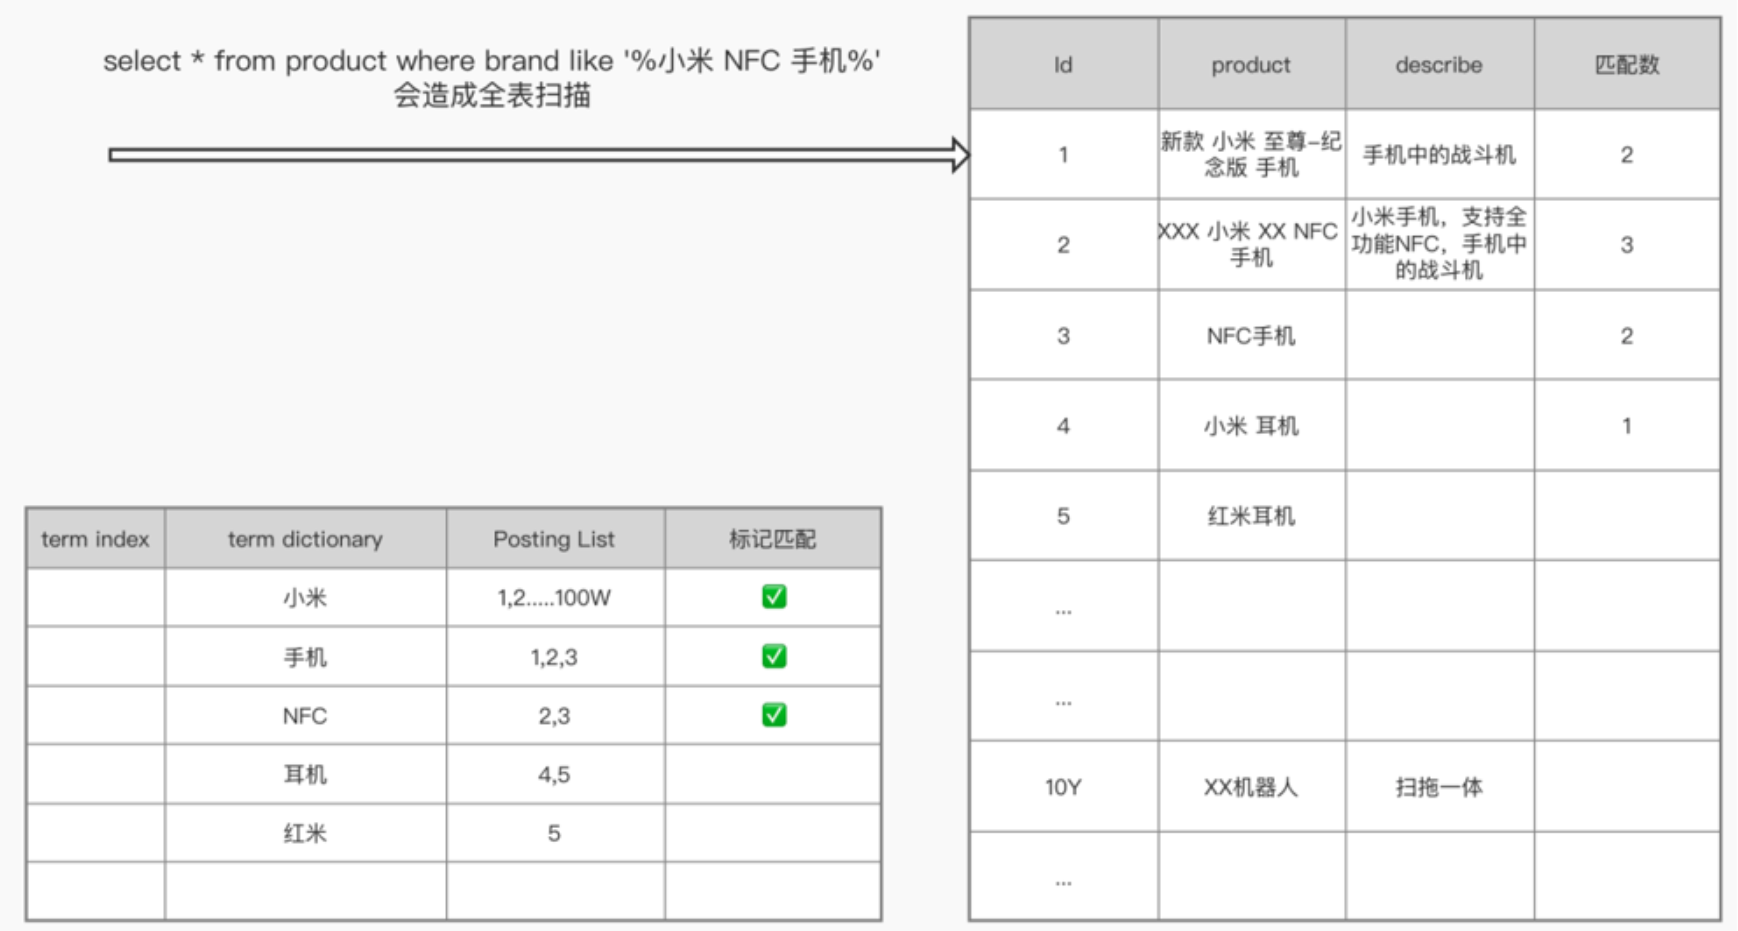 select * from product where brand like '%小米 NFC 手机%'
会造成全表扫描
Id product describe 匹配数
1 新款 小米 至尊-纪念版 手机 手机中的战斗机 2
2 XXX 小米 XX NFC 手机 小米手机，支持全功能NFC，手机中的战斗机 3
3 NFC手机 2
4 小米 耳机 1
5 红米耳机
...
...
10Y XX机器人 扫拖一体
...
term index term dictionary Posting List 标记匹配
小米 1,2.....100W ✅
手机 1,2,3 ✅
NFC 2,3 ✅
耳机 4,5
红米 5